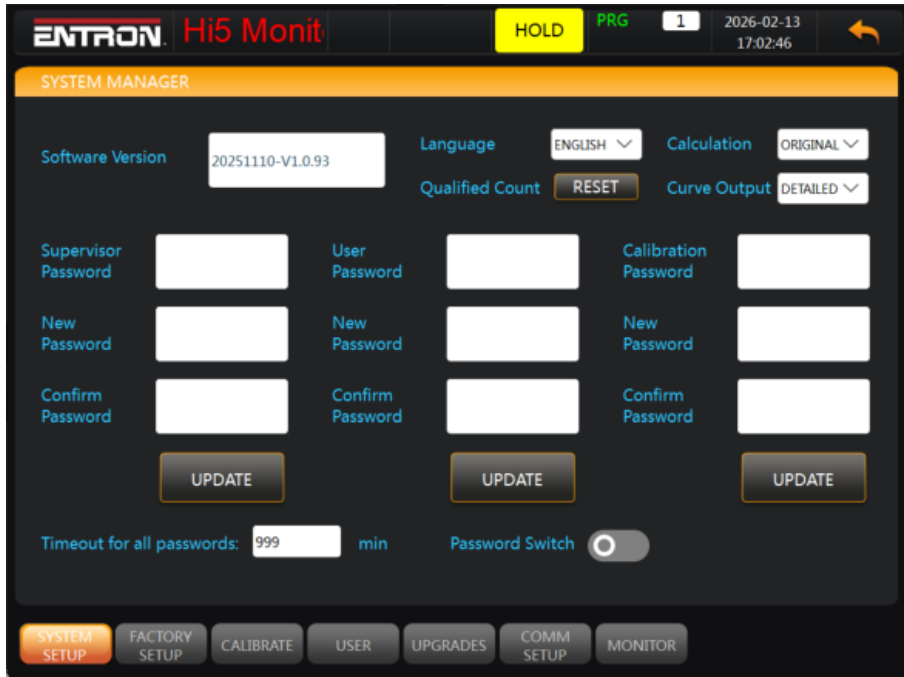 ENTRON. Hi5 Monit HOLD PRG 1 2026-02-13
17:02:46
SYSTEM MANAGER
Software Version 20251110-V1.0.93
Language ENGLISH
Calculation ORIGINAL
Qualified Count RESET
Curve Output DETAILED
Supervisor
Password
User
Password
Calibration
Password
New
Password
New
Password
New
Password
Confirm
Password
Confirm
Password
Confirm
Password
UPDATE UPDATE UPDATE
Timeout for all passwords: 999 min Password Switch
SYSTEM
SETUP
FACTORY
SETUP
CALIBRATE
USER
UPGRADES
COMM
SETUP
MONITOR